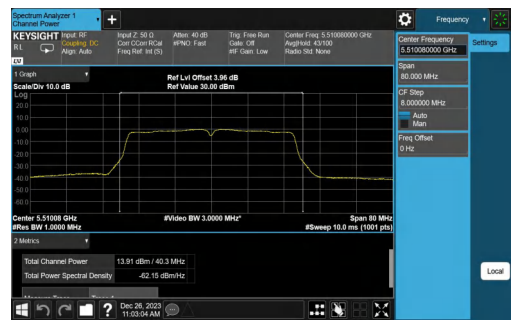 Spectrum Analyzer 1
Channel Power
+
Frequency
KEYSIGHT Input: RF
RL Coupling: DC
Align: Auto
Input Z: 50 Ω
Corr CCorr RCal
Freq Ref: Int (S)
Atten: 40 dB
#PNO: Fast
Trig: Free Run
Gate: Off
#IF Gain: Low
Center Freq: 5.510080000 GHz
Avg|Hold: 43/100
Radio Std: None
LV
1 Graph
Scale/Div 10.0 dB
Ref Lvl Offset 3.96 dB
Ref Value 30.00 dBm
Log
20.0
10.0
0.00
-10.0
-20.0
-30.0
-40.0
-50.0
-60.0
Center 5.51008 GHz
#Res BW 1.0000 MHz
#Video BW 3.0000 MHz*
Span 80 MHz
#Sweep 10.0 ms (1001 pts)
2 Metrics
Total Channel Power 13.91 dBm / 40.3 MHz
Total Power Spectral Density -62.15 dBm/Hz
Dec 26, 2023
11:03:04 AM
?
Center Frequency
5.510080000 GHz
Settings
Span
80.000 MHz
CF Step
8.000000 MHz
Auto
Man
Freq Offset
0 Hz
Local